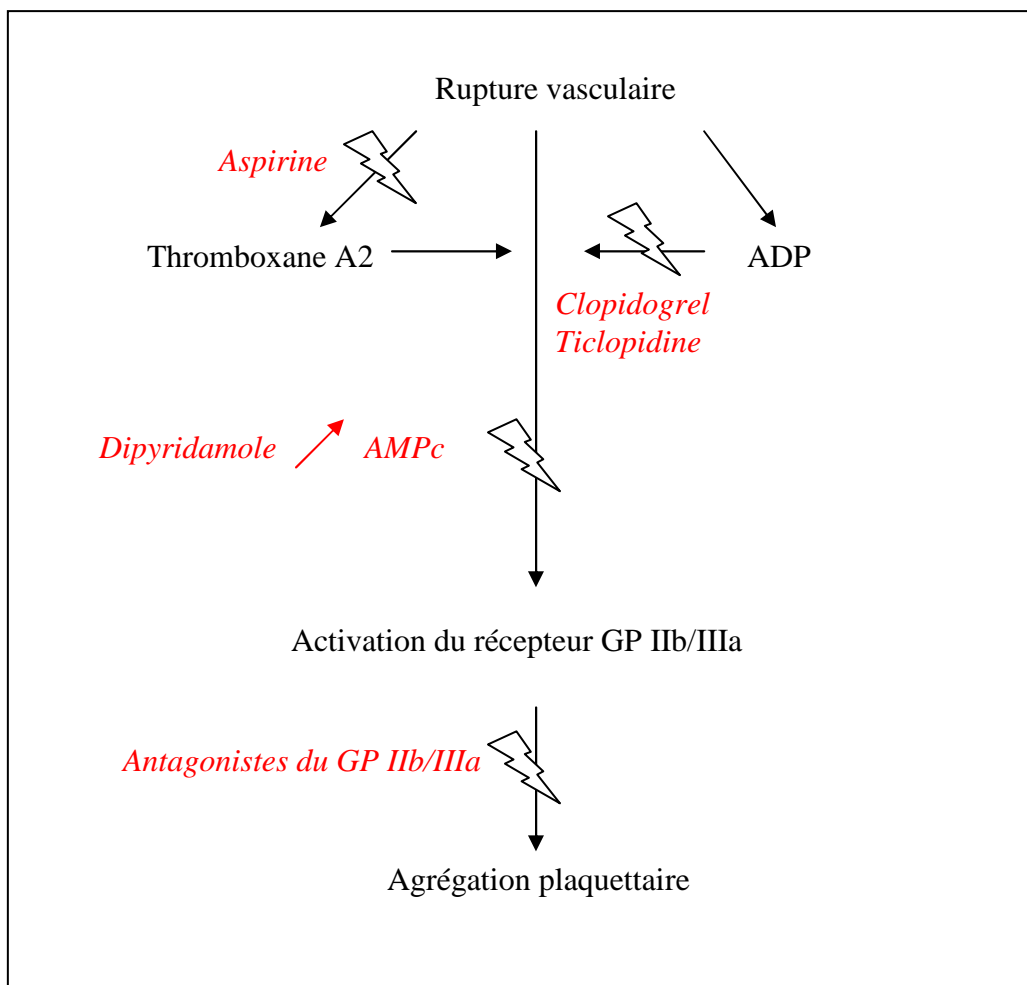 Rupture vasculaire
Aspirine
Thromboxane A2
ADP
Clopidogrel
Ticlopidine
Dipyridamole
AMPc
Activation du récepteur GP IIb/IIIa
Antagonistes du GP IIb/IIIa
Agrégation plaquettaire